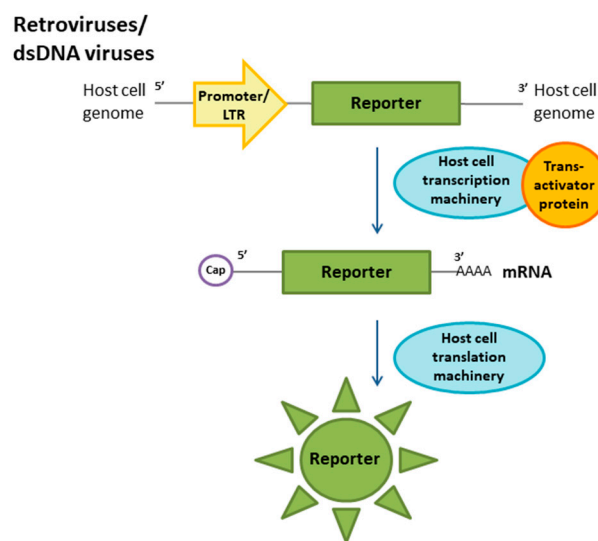 Retroviruses/
dsDNA viruses
Host cell
genome
5’
Promoter/
LTR
Reporter
3’
Host cell
genome
Host cell
transcription
machinery
Trans-
activator
protein
Cap
5’
Reporter
3’
AAAA
mRNA
Host cell
translation
machinery
Reporter